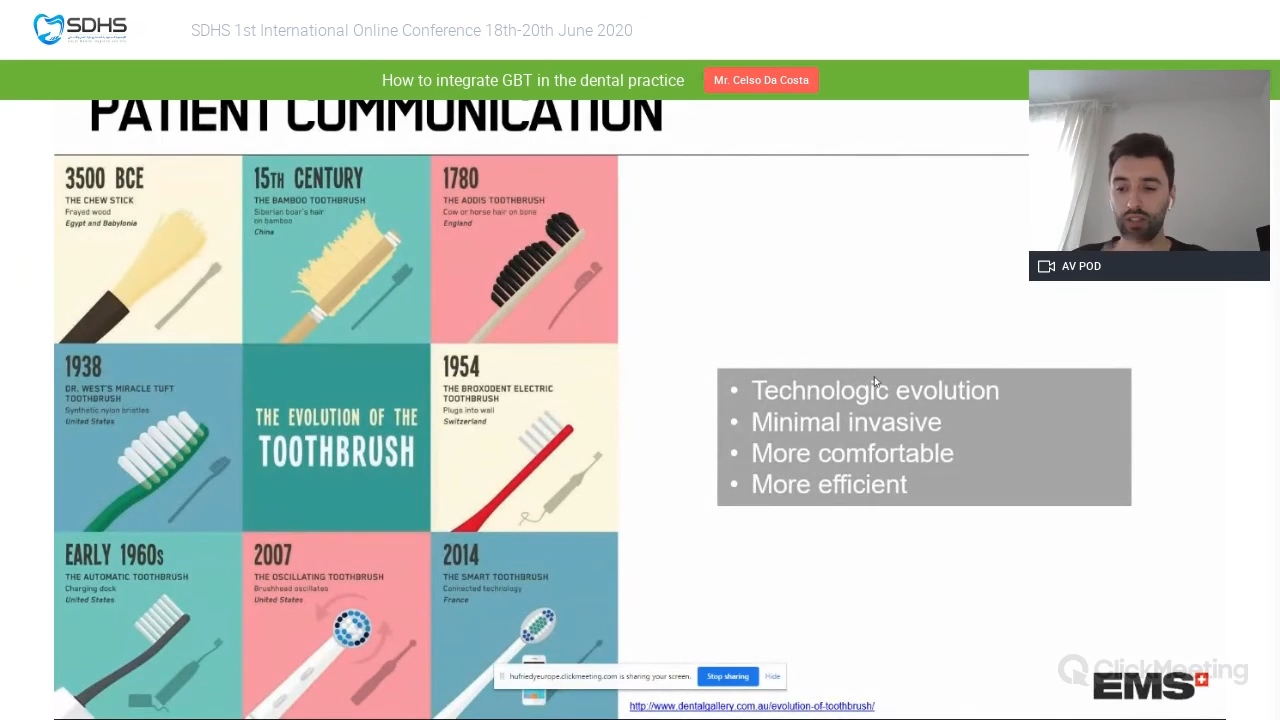 SDHS
SDHS 1st International Online Conference 18th-20th June 2020
How to integrate GBT in the dental practice
Mr. Celso Da Costa
PATIENT COMMUNICATION
AV POD
3500 BCE
THE CHEW STICK
Frayed wood
Egypt and Babylonia
15TH CENTURY
THE BAMBOO TOOTHBRUSH
Siberian boar's hair
on bamboo
China
1780
THE ADDIS TOOTHBRUSH
Cow or horse hair on bone
England
1938
DR. WEST'S MIRACLE TUFT
TOOTHBRUSH
Synthetic nylon bristles
United States
THE EVOLUTION OF THE
TOOTHBRUSH
1954
THE BROXODENT ELECTRIC
TOOTHBRUSH
Plugs into wall
Switzerland
• Technologic evolution
• Minimal invasive
• More comfortable
• More efficient
EARLY 1960s
THE AUTOMATIC TOOTHBRUSH
Charging dock
United States
2007
THE OSCILLATING TOOTHBRUSH
Brushhead oscillates
United States
2014
THE SMART TOOTHBRUSH
Connected technology
France
hufriedyeurope.clickmeeting.com is sharing your screen.
Stop sharing
Hide
ClickMeeting
EMS
http://www.dentalgallery.com.au/evolution-of-toothbrush/